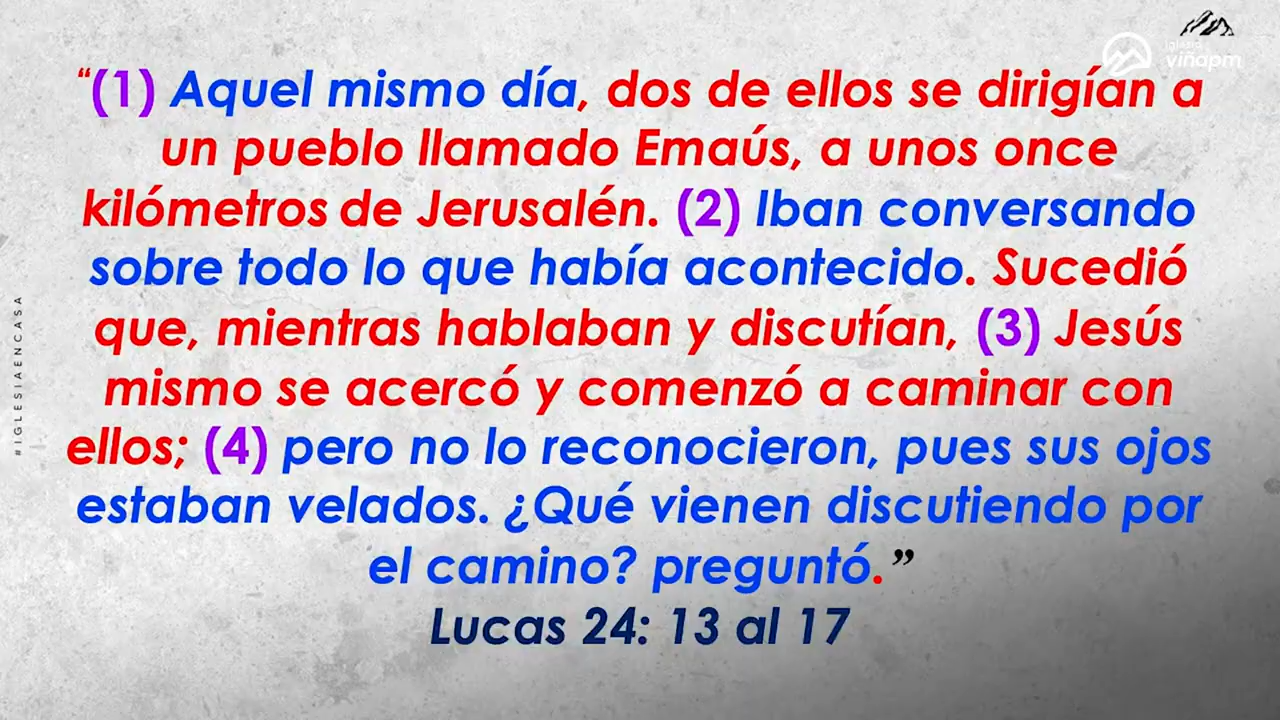 iglesia
viñapm
“(1) Aquel mismo día, dos de ellos se dirigían a
un pueblo llamado Emaús, a unos once
kilómetros de Jerusalén. (2) Iban conversando
sobre todo lo que había acontecido. Sucedió
que, mientras hablaban y discutían, (3) Jesús
mismo se acercó y comenzó a caminar con
ellos; (4) pero no lo reconocieron, pues sus ojos
estaban velados. ¿Qué vienen discutiendo por
el camino? preguntó.”
Lucas 24: 13 al 17
#IGLESIAENCASA